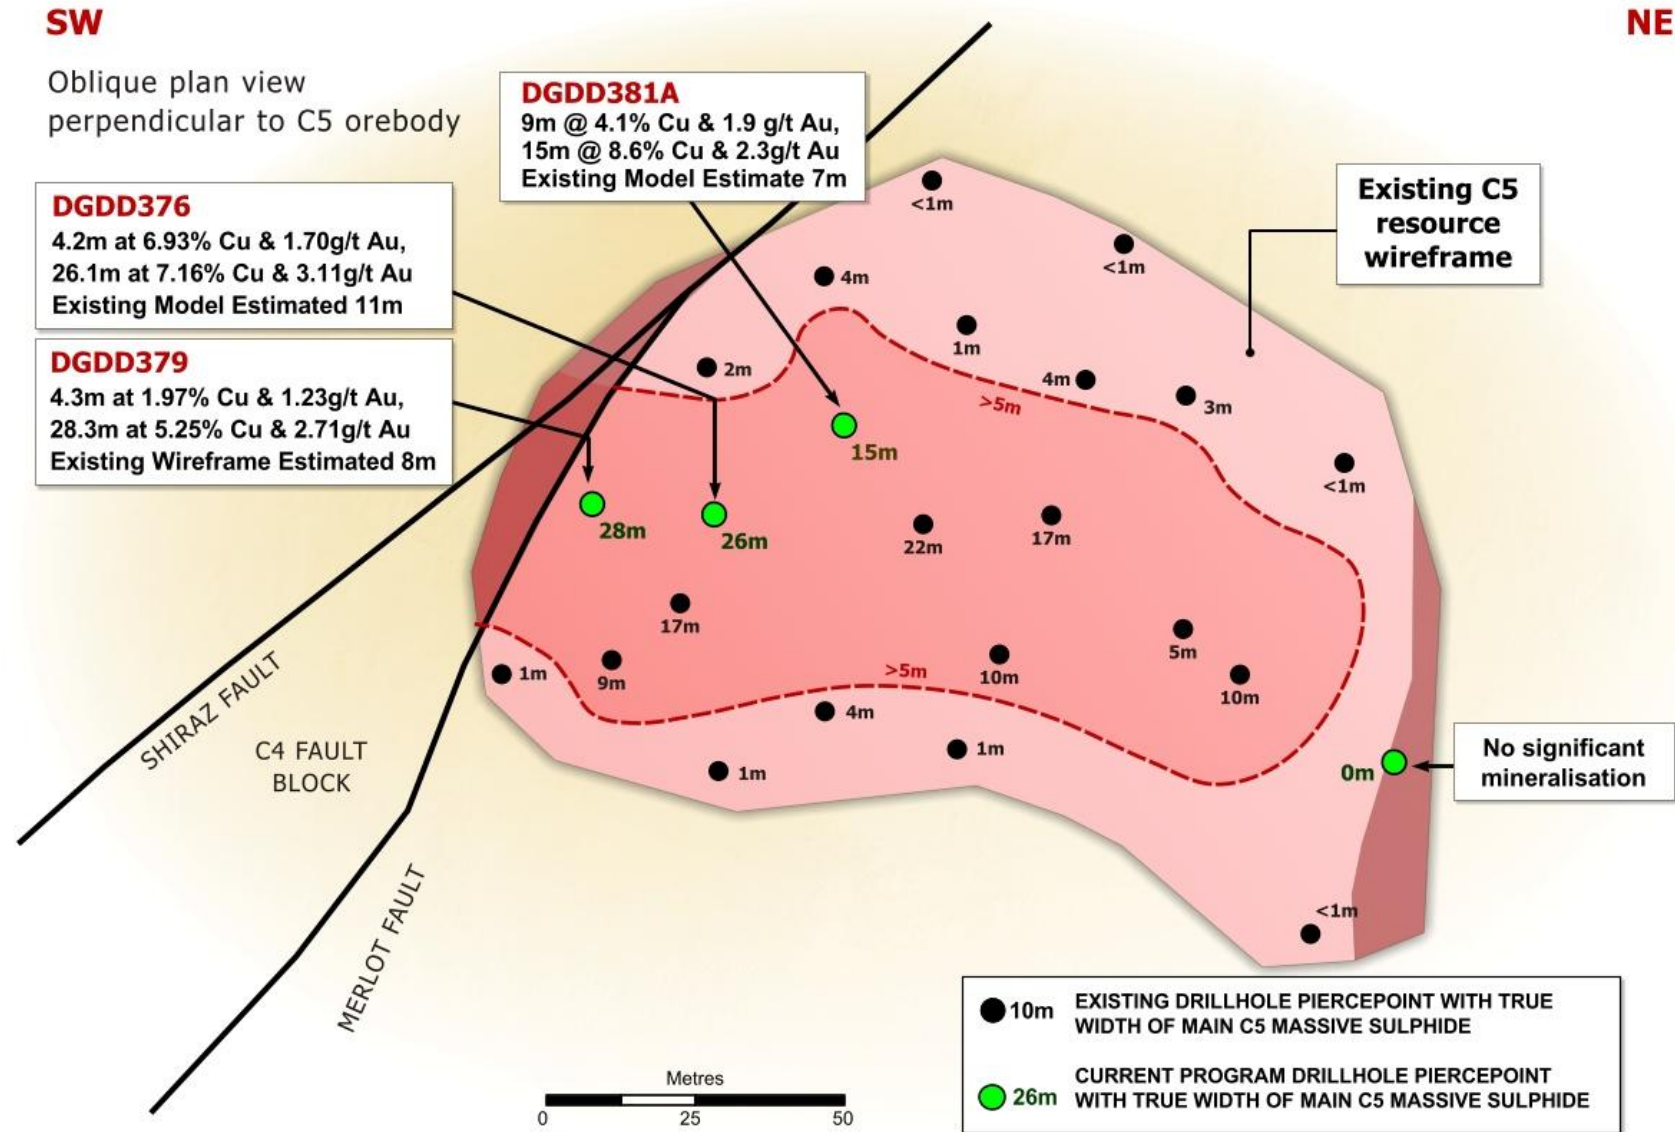 SW
NE
Oblique plan view
perpendicular to C5 orebody
DGDD381A
9m @ 4.1% Cu & 1.9 g/t Au,
15m @ 8.6% Cu & 2.3g/t Au
Existing Model Estimate 7m
DGDD376
4.2m at 6.93% Cu & 1.70g/t Au,
26.1m at 7.16% Cu & 3.11g/t Au
Existing Model Estimated 11m
DGDD379
4.3m at 1.97% Cu & 1.23g/t Au,
28.3m at 5.25% Cu & 2.71g/t Au
Existing Wireframe Estimated 8m
Existing C5
resource
wireframe
<1m
<1m
4m
1m
2m
4m
3m
>5m
15m
<1m
28m
26m
22m
17m
17m
5m
1m
9m
>5m
10m
10m
4m
1m
1m
0m
No significant
mineralisation
<1m
SHIRAZ FAULT
C4 FAULT
BLOCK
MERLOT FAULT
10m
EXISTING DRILLHOLE PIERCEPOINT WITH TRUE
WIDTH OF MAIN C5 MASSIVE SULPHIDE
26m
CURRENT PROGRAM DRILLHOLE PIERCEPOINT
WITH TRUE WIDTH OF MAIN C5 MASSIVE SULPHIDE
Metres
0
25
50